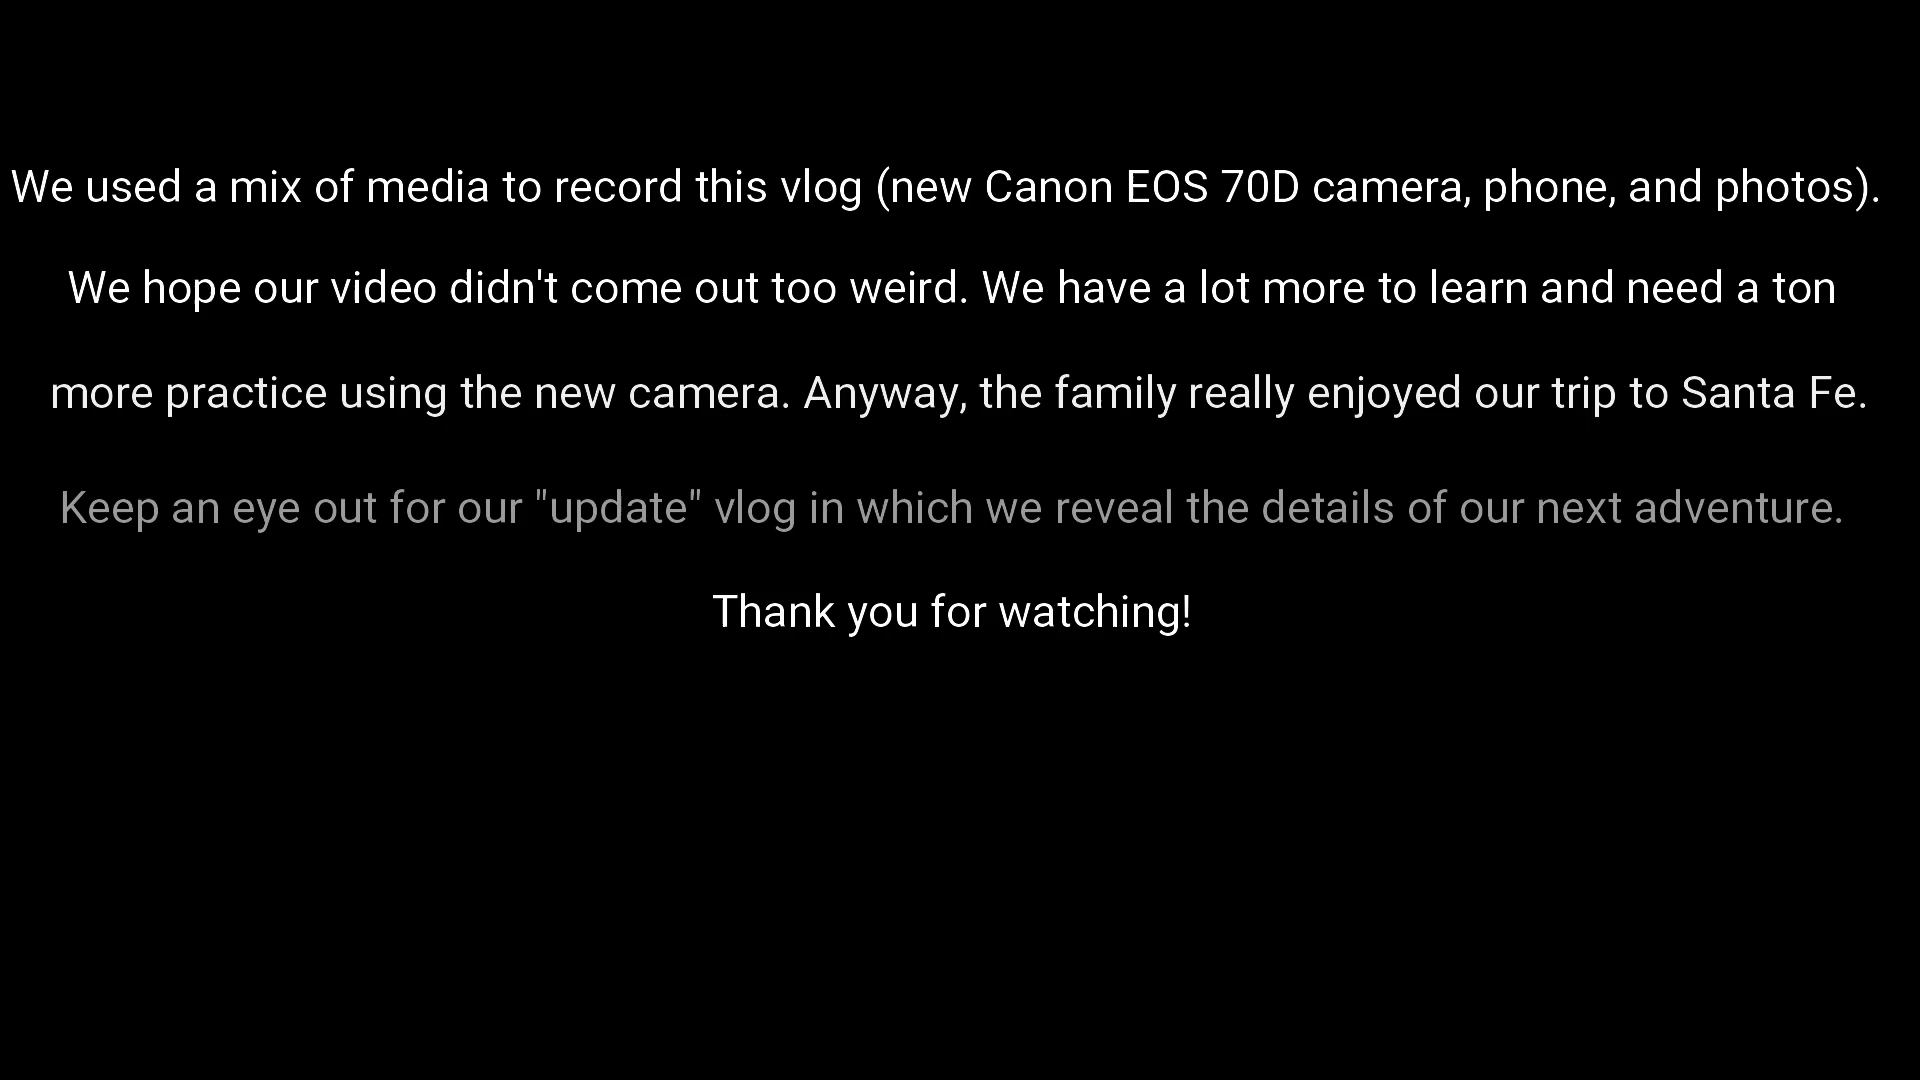 We used a mix of media to record this vlog (new Canon EOS 70D camera, phone, and photos).
We hope our video didn't come out too weird. We have a lot more to learn and need a ton
more practice using the new camera. Anyway, the family really enjoyed our trip to Santa Fe.
Keep an eye out for our "update" vlog in which we reveal the details of our next adventure.
Thank you for watching!